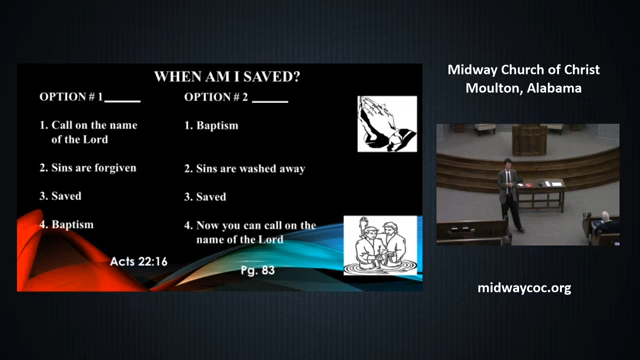 WHEN AM I SAVED?
OPTION # 1
1. Call on the name
of the Lord
2. Sins are forgiven
3. Saved
4. Baptism
Acts 22:16
OPTION # 2
1. Baptism
2. Sins are washed away
3. Saved
4. Now you can call on the
name of the Lord
Pg. 83
Midway Church of Christ
Moulton, Alabama
midwaycoc.org